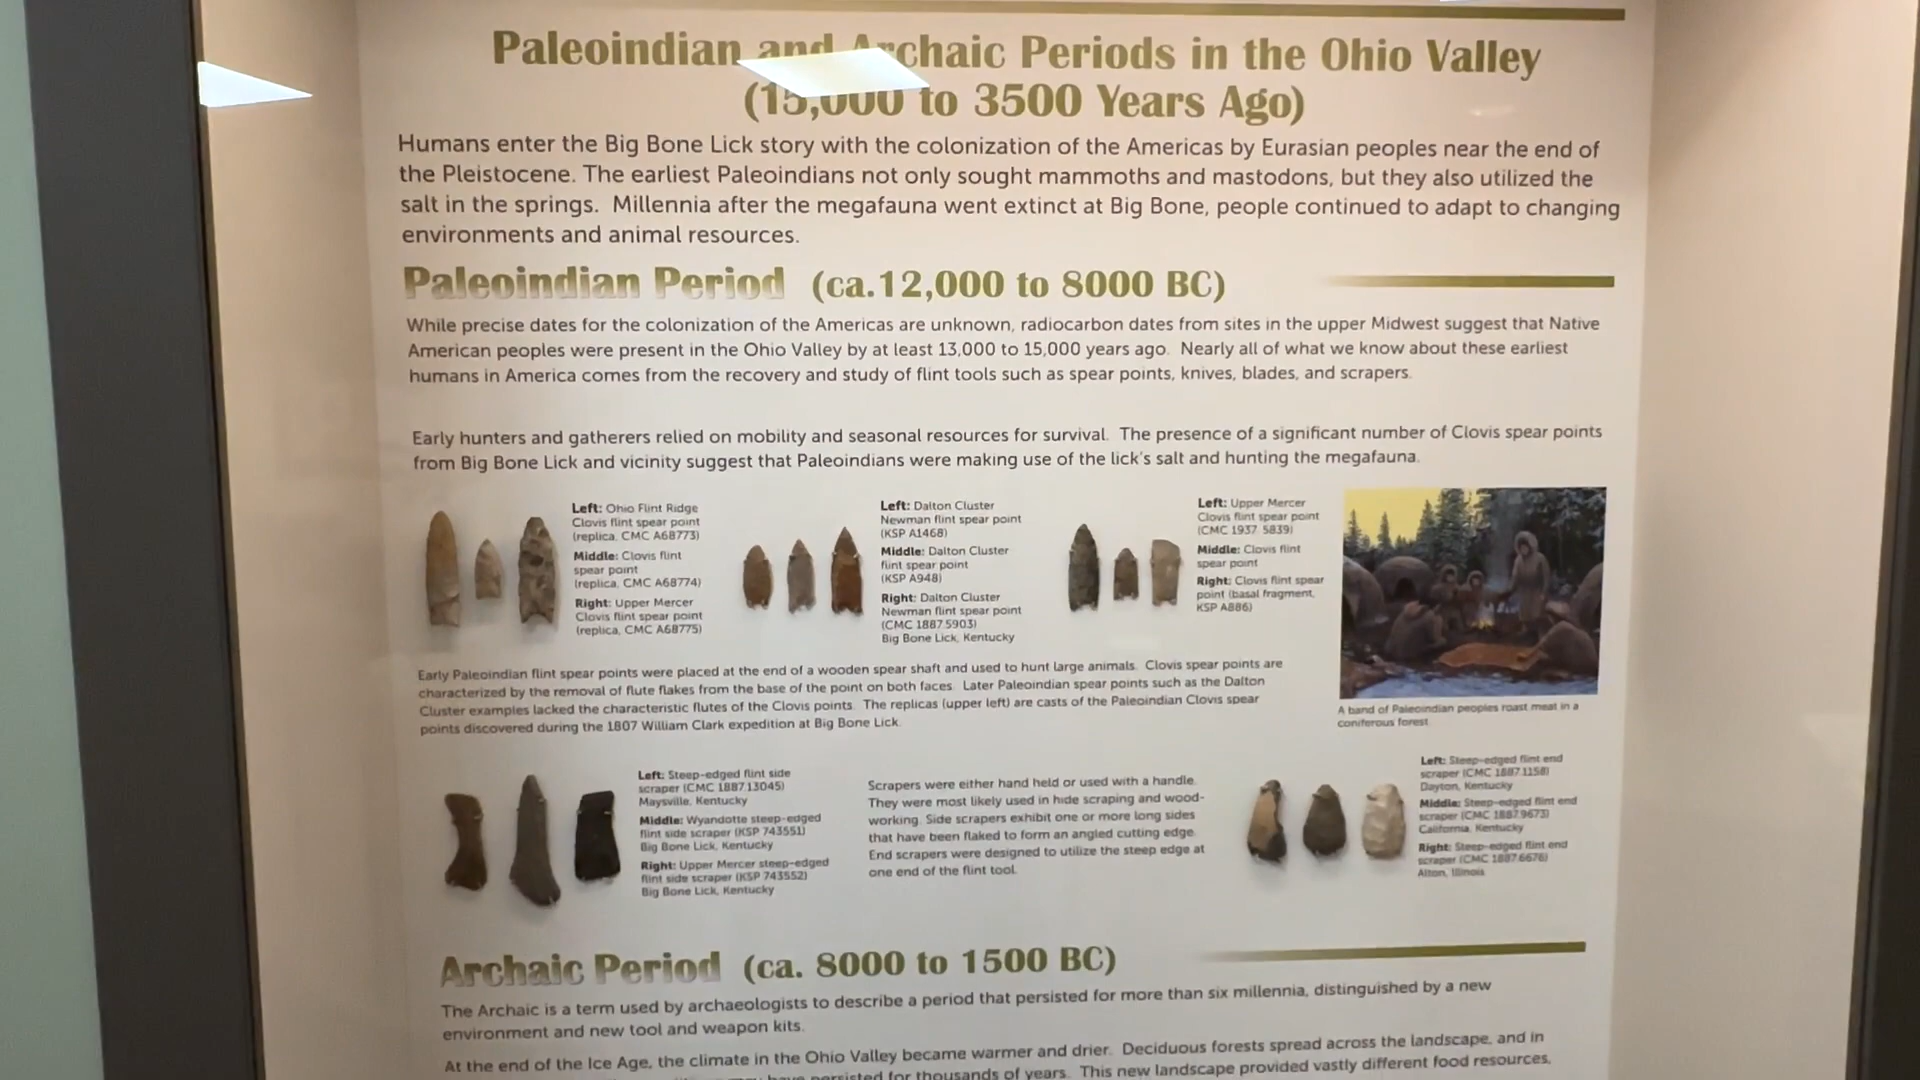 Paleoindian and Archaic Periods in the Ohio Valley
(15,000 to 3500 Years Ago)
Humans enter the Big Bone Lick story with the colonization of the Americas by Eurasian peoples near the end of
the Pleistocene. The earliest Paleoindians not only sought mammoths and mastodons, but they also utilized the
salt in the springs. Millennia after the megafauna went extinct at Big Bone, people continued to adapt to changing
environments and animal resources.
Paleoindian Period (ca.12,000 to 8000 BC)
While precise dates for the colonization of the Americas are unknown, radiocarbon dates from sites in the upper Midwest suggest that Native
American peoples were present in the Ohio Valley by at least 13,000 to 15,000 years ago. Nearly all of what we know about these earliest
humans in America comes from the recovery and study of flint tools such as spear points, knives, blades, and scrapers.
Early hunters and gatherers relied on mobility and seasonal resources for survival. The presence of a significant number of Clovis spear points
from Big Bone Lick and vicinity suggest that Paleoindians were making use of the lick's salt and hunting the megafauna.
Left: Ohio Flint Ridge
Clovis flint spear point
(replica, CMC A68773)
Middle: Clovis flint
spear point
(replica, CMC A68774)
Right: Upper Mercer
Clovis flint spear point
(replica, CMC A68775)
Left: Dalton Cluster
Newman flint spear point
(KSP A1468)
Middle: Dalton Cluster
flint spear point
(KSP A948)
Right: Dalton Cluster
Newman flint spear point
(CMC 1887.5903)
Big Bone Lick, Kentucky
Left: Upper Mercer
Clovis flint spear point
(CMC 1937 5839)
Middle: Clovis flint
spear point
Right: Clovis flint spear
point (basal fragment,
KSP A886)
Early Paleoindian flint spear points were placed at the end of a wooden spear shaft and used to hunt large animals. Clovis spear points are
characterized by the removal of flute flakes from the base of the point on both faces. Later Paleoindian spear points such as the Dalton
Cluster examples lacked the characteristic flutes of the Clovis points. The replicas (upper left) are casts of the Paleoindian Clovis spear
points discovered during the 1807 William Clark expedition at Big Bone Lick.
A band of Paleoindian peoples roast meat in a
coniferous forest
Left: Steep-edged flint side
scraper (CMC 1887.13045)
Maysville, Kentucky
Middle: Wyandotte steep-edged
flint side scraper (KSP 743551)
Big Bone Lick, Kentucky
Right: Upper Mercer steep-edged
flint side scraper (KSP 743552)
Big Bone Lick, Kentucky
Scrapers were either hand held or used with a handle.
They were most likely used in hide scraping and wood-
working. Side scrapers exhibit one or more long sides
that have been flaked to form an angled cutting edge.
End scrapers were designed to utilize the steep edge at
one end of the flint tool.
Left: Steep-edged flint end
scraper (CMC 1887.1158)
Dayton, Kentucky
Middle: Steep-edged flint end
scraper (CMC 1887.9673)
California, Kentucky
Right: Steep-edged flint end
scraper (CMC 1887.6676)
Alton, Illinois
Archaic Period (ca. 8000 to 1500 BC)
The Archaic is a term used by archaeologists to describe a period that persisted for more than six millennia, distinguished by a new
environment and new tool and weapon kits.
At the end of the Ice Age, the climate in the Ohio Valley became warmer and drier. Deciduous forests spread across the landscape, and in
have persisted for thousands of years. This new landscape provided vastly different food resources,